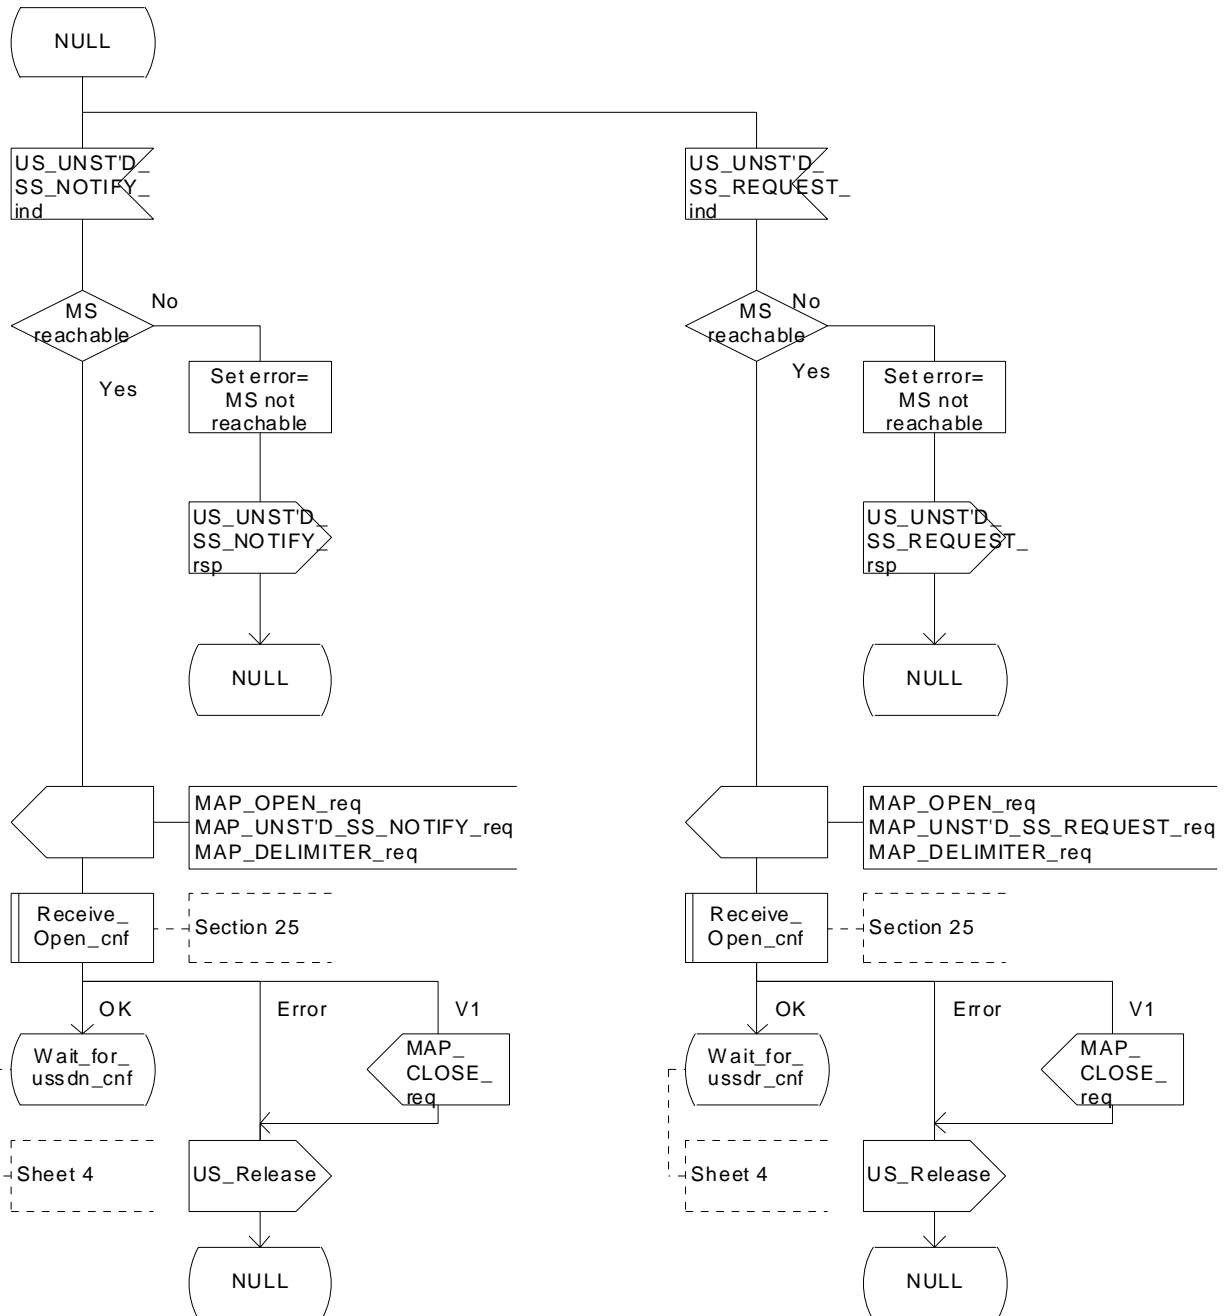 NULL
US_UNST'D_
SS_NOTIFY_
ind
US_UNST'D_
SS_REQUEST_
ind
MS
reachable
No
Yes
MS
reachable
No
Yes
Set error=
MS not
reachable
Set error=
MS not
reachable
US_UNST'D_
SS_NOTIFY_
rsp
US_UNST'D_
SS_REQUEST_
rsp
NULL
NULL
MAP_OPEN_req
MAP_UNST'D_SS_NOTIFY_req
MAP_DELIMITER_req
MAP_OPEN_req
MAP_UNST'D_SS_REQUEST_req
MAP_DELIMITER_req
Receive_
Open_cnf
Section 25
Receive_
Open_cnf
Section 25
OK
Error
V1
OK
Error
V1
Wait_for_
ussdn_cnf
MAP_
CLOSE_
req
Wait_for_
ussdr_cnf
MAP_
CLOSE_
req
Sheet 4
US_Release
Sheet 4
US_Release
NULL
NULL